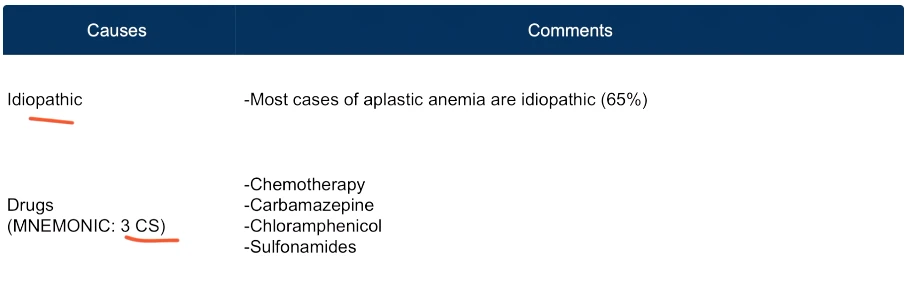 Causes Comments
Idiopathic -Most cases of aplastic anemia are idiopathic (65%)
-Chemotherapy
Drugs -Carbamazepine
(MNEMONIC: 3 CS) -Chloramphenicol
-Sulfonamides